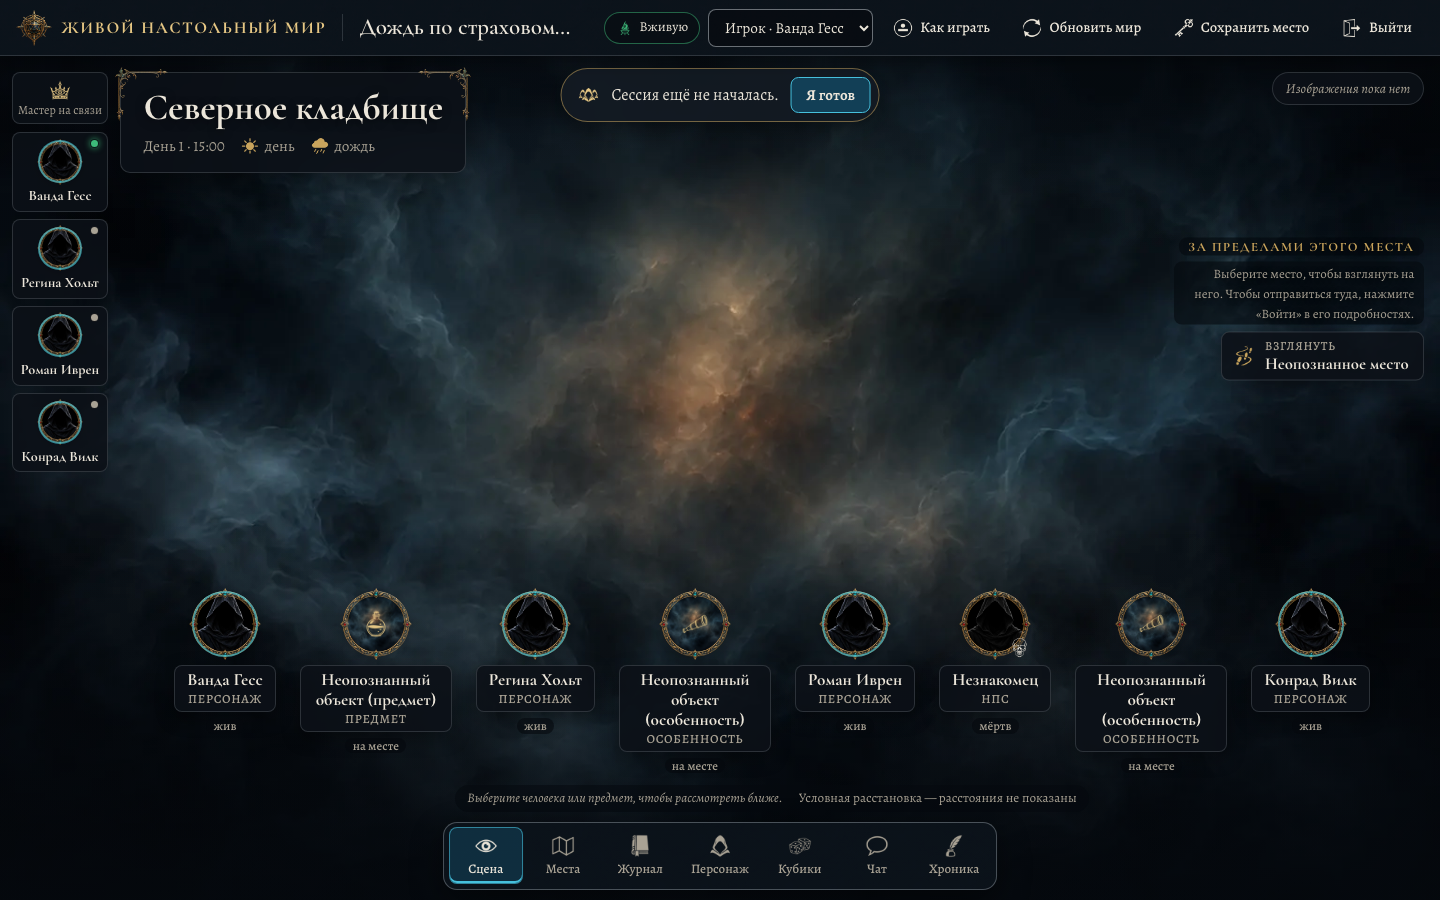 ЖИВОЙ НАСТОЛЬНЫЙ МИР
Дождь по страховом...
Вживую
Игрок · Ванда Гесс
Как играть
Обновить мир
Сохранить место
Выйти
Мастер на связи
Ванда Гесс
Регина Хольт
Роман Иврен
Конрад Вилк
Северное кладбище
День 1 · 15:00
день
дождь
Сессия ещё не началась.
Я готов
Изображения пока нет
ЗА ПРЕДЕЛАМИ ЭТОГО МЕСТА
Выберите место, чтобы взглянуть на
него. Чтобы отправиться туда, нажмите
«Войти» в его подробностях.
ВЗГЛЯНУТЬ
Неопознанное место
Ванда Гесс
ПЕРСОНАЖ
жив
Неопознанный
объект (предмет)
ПРЕДМЕТ
на месте
Регина Хольт
ПЕРСОНАЖ
жив
Неопознанный
объект
(особенность)
ОСОБЕННОСТЬ
на месте
Роман Иврен
ПЕРСОНАЖ
жив
Незнакомец
НПС
мёртв
Неопознанный
объект
(особенность)
ОСОБЕННОСТЬ
на месте
Конрад Вилк
ПЕРСОНАЖ
жив
Выберите человека или предмет, чтобы рассмотреть ближе.
Условная расстановка — расстояния не показаны
Сцена
Места
Журнал
Персонаж
Кубики
Чат
Хроника